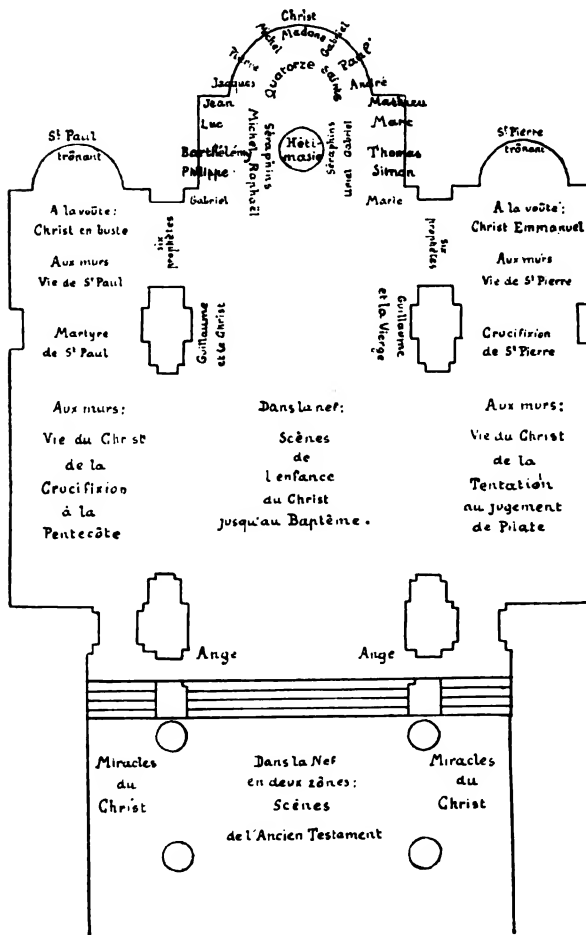 Christ
Michel
Madone
Gabriel
Pierre
Paul
Quatorze Saints
Jacques
André
Jean
Mathieu
Luc
Marc
Séraphins
Michel, Raphaël
Héti-
masie
Séraphins
Uriel Gabriel
Barthélémy
Thomas
Philippe
Simon
Gabriel
Marie
St Paul
trônant
St Pierre
trônant
A la voûte:
Christ en buste
Aux murs
Vie de St Paul
Martyre
de St Paul
six
prophètes
Guillaume
et le Christ
six
prophètes
Guillaume
et la Vierge
A la voûte:
Christ Emmanuel
Aux murs
Vie de St Pierre
Crucifixion
de St Pierre
Aux murs:
Vie du Christ
de la
Crucifixion
à la
Pentecôte
Dans la nef:
Scènes
de
l'enfance
du Christ
jusqu'au Baptême.
Aux murs:
Vie du Christ
de la
Tentation
au jugement
de Pilate
Ange
Ange
Miracles
du
Christ
Dans la Nef
en deux zônes:
Scènes
de l'Ancien Testament
Miracles
du
Christ